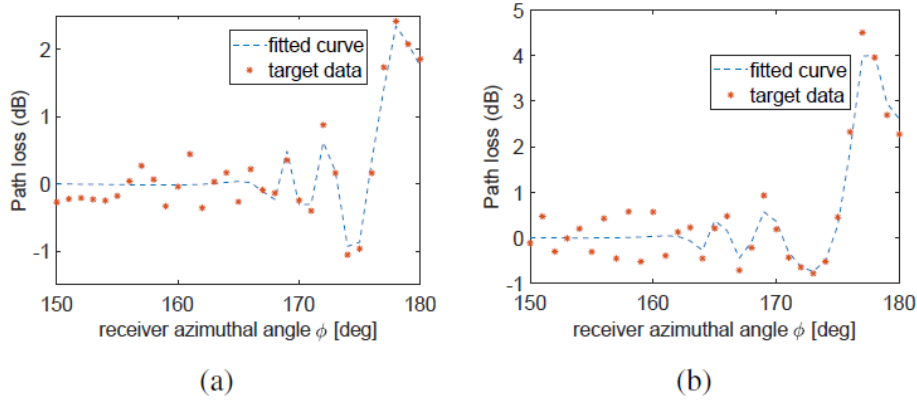 fitted curve
target data
Path loss (dB)
2
1
0
-1
150
160
170
180
receiver azimuthal angle ϕ [deg]
(a)
fitted curve
target data
Path loss (dB)
5
4
3
2
1
0
-1
150
160
170
180
receiver azimuthal angle ϕ [deg]
(b)